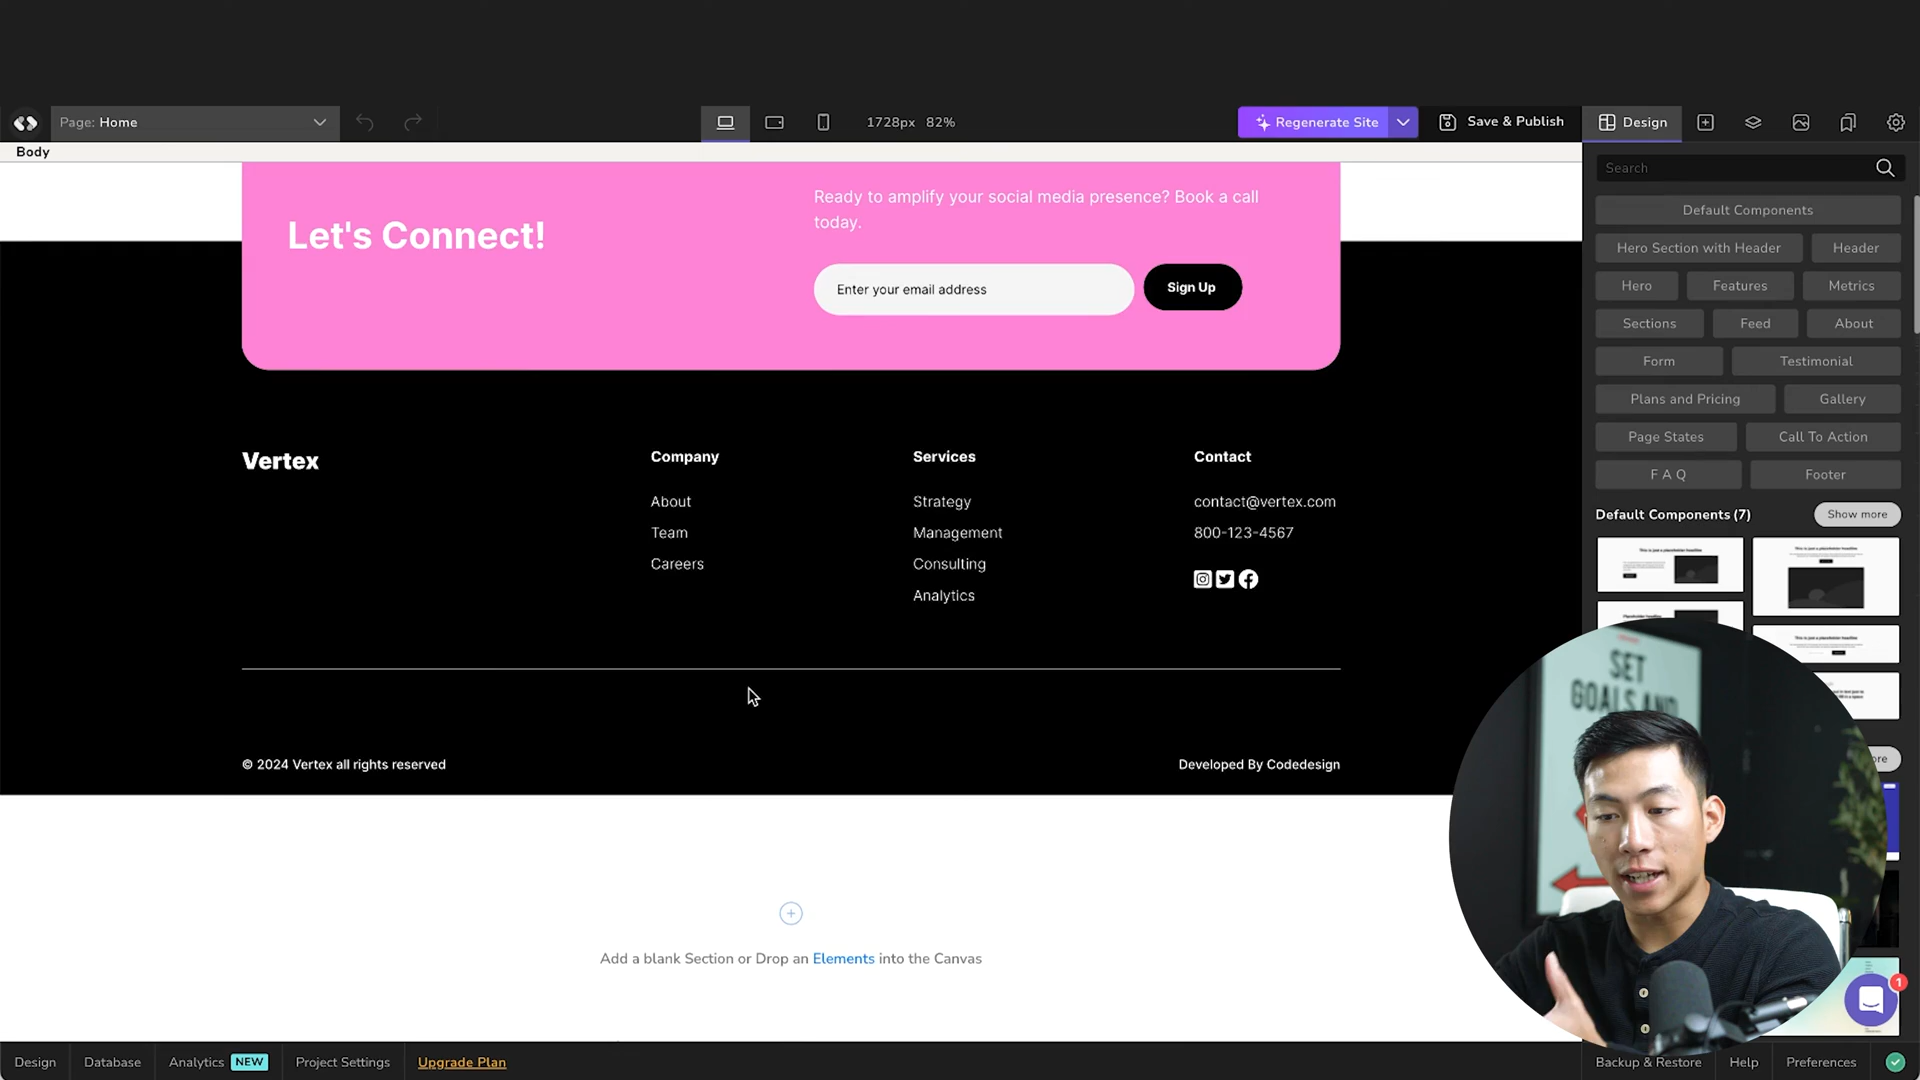 Page: Home
1728px 82%
Regenerate Site
Save & Publish
Design
Body
Search
Default Components
Hero Section with Header
Header
Hero
Features
Metrics
Sections
Feed
About
Form
Testimonial
Plans and Pricing
Gallery
Page States
Call To Action
F A Q
Footer
Default Components (7)
Show more
Let's Connect!
Ready to amplify your social media presence? Book a call
today.
Enter your email address
Sign Up
Vertex
Company
About
Team
Careers
Services
Strategy
Management
Consulting
Analytics
Contact
contact@vertex.com
800-123-4567
© 2024 Vertex all rights reserved
Developed By Codedesign
Add a blank Section or Drop an Elements into the Canvas
SET
GOALS AND
1
Design
Database
Analytics NEW
Project Settings
Upgrade Plan
Backup & Restore
Help
Preferences